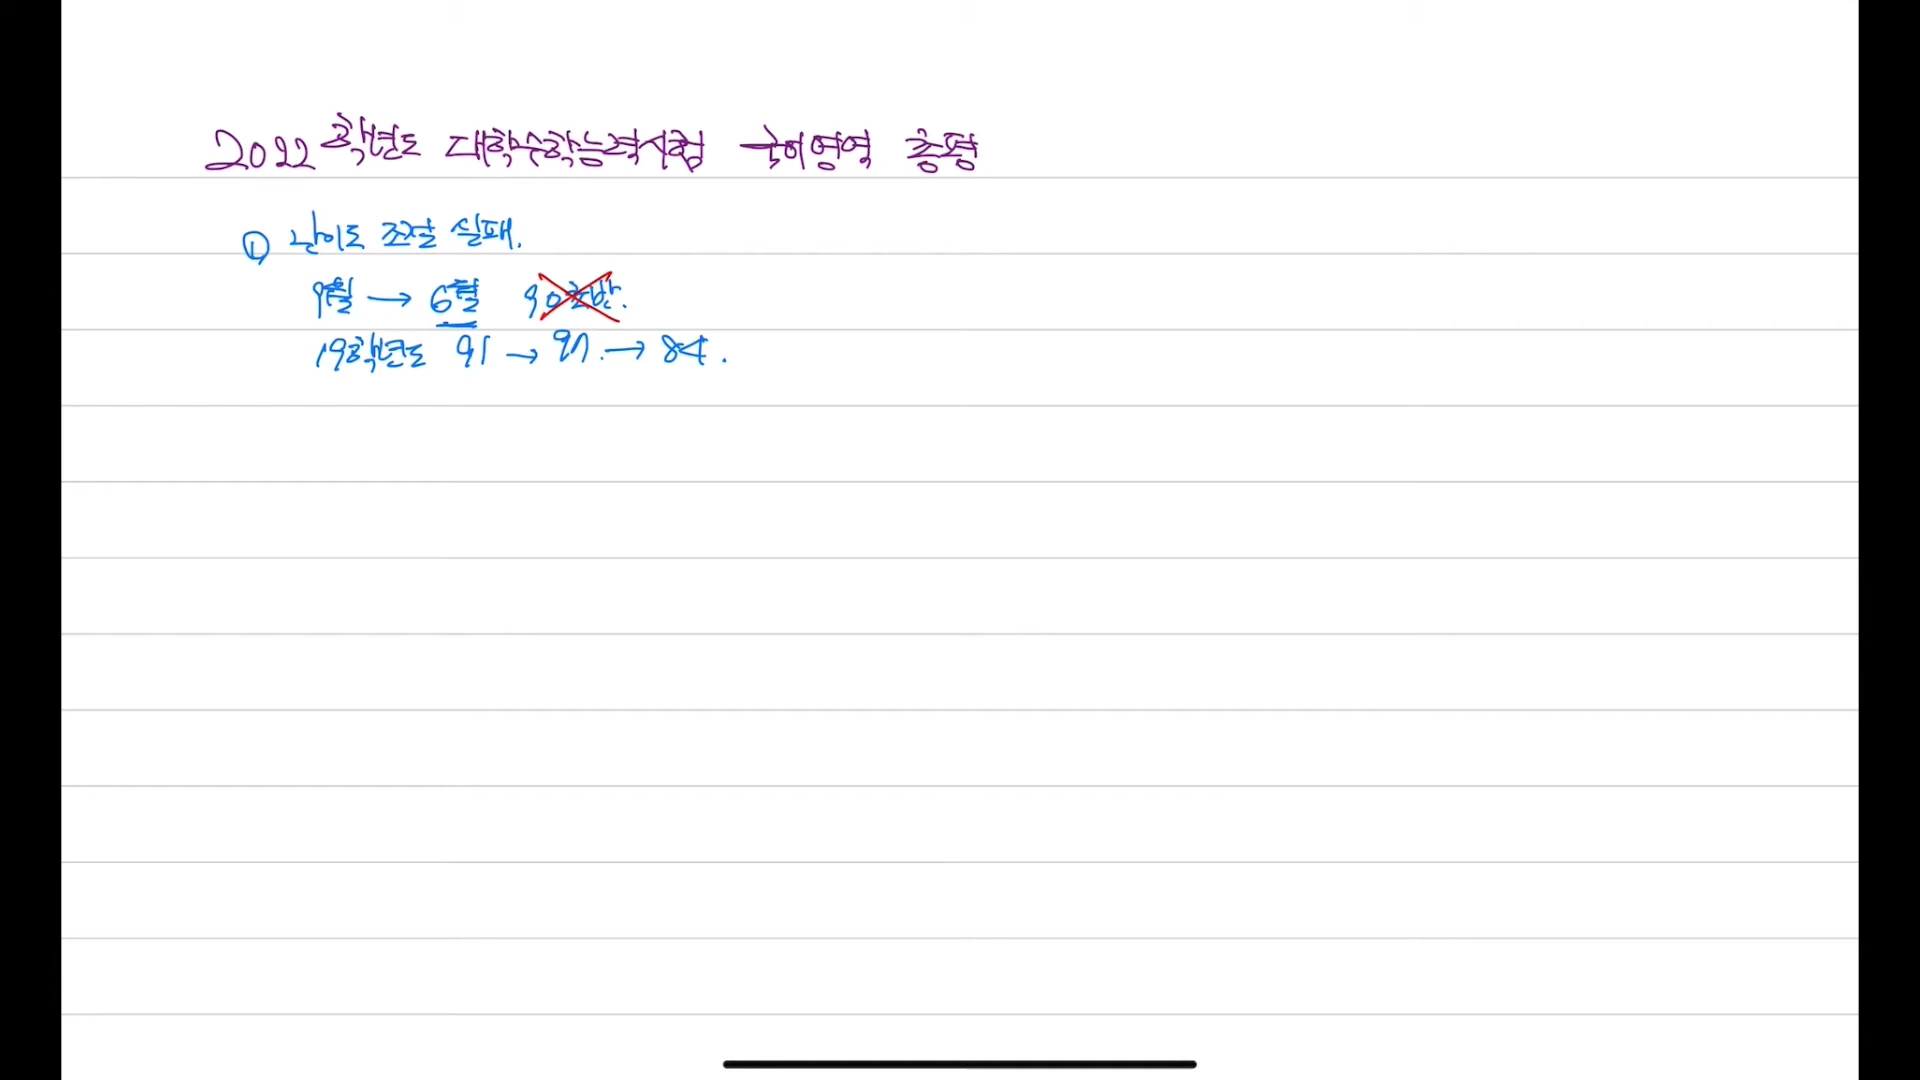 2022학년도 대학수학능력시험 국어영역 총평
① 난이도 조절 실패.
9월 → 6월 90초반.
19학년도 91 → 97. → 84.